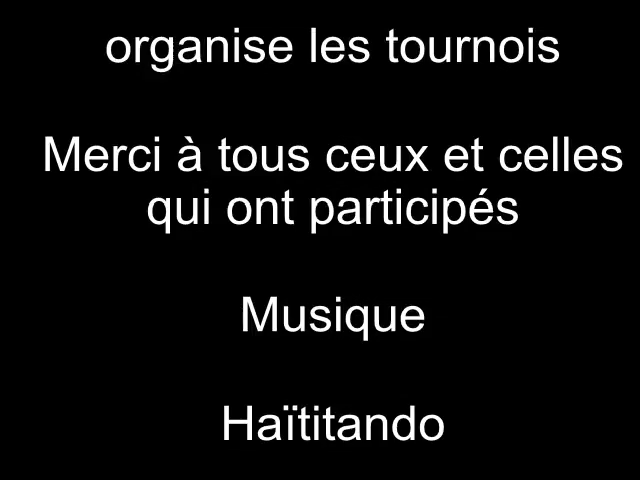 organise les tournois
Merci à tous ceux et celles
qui ont participés
Musique
Haïtitando